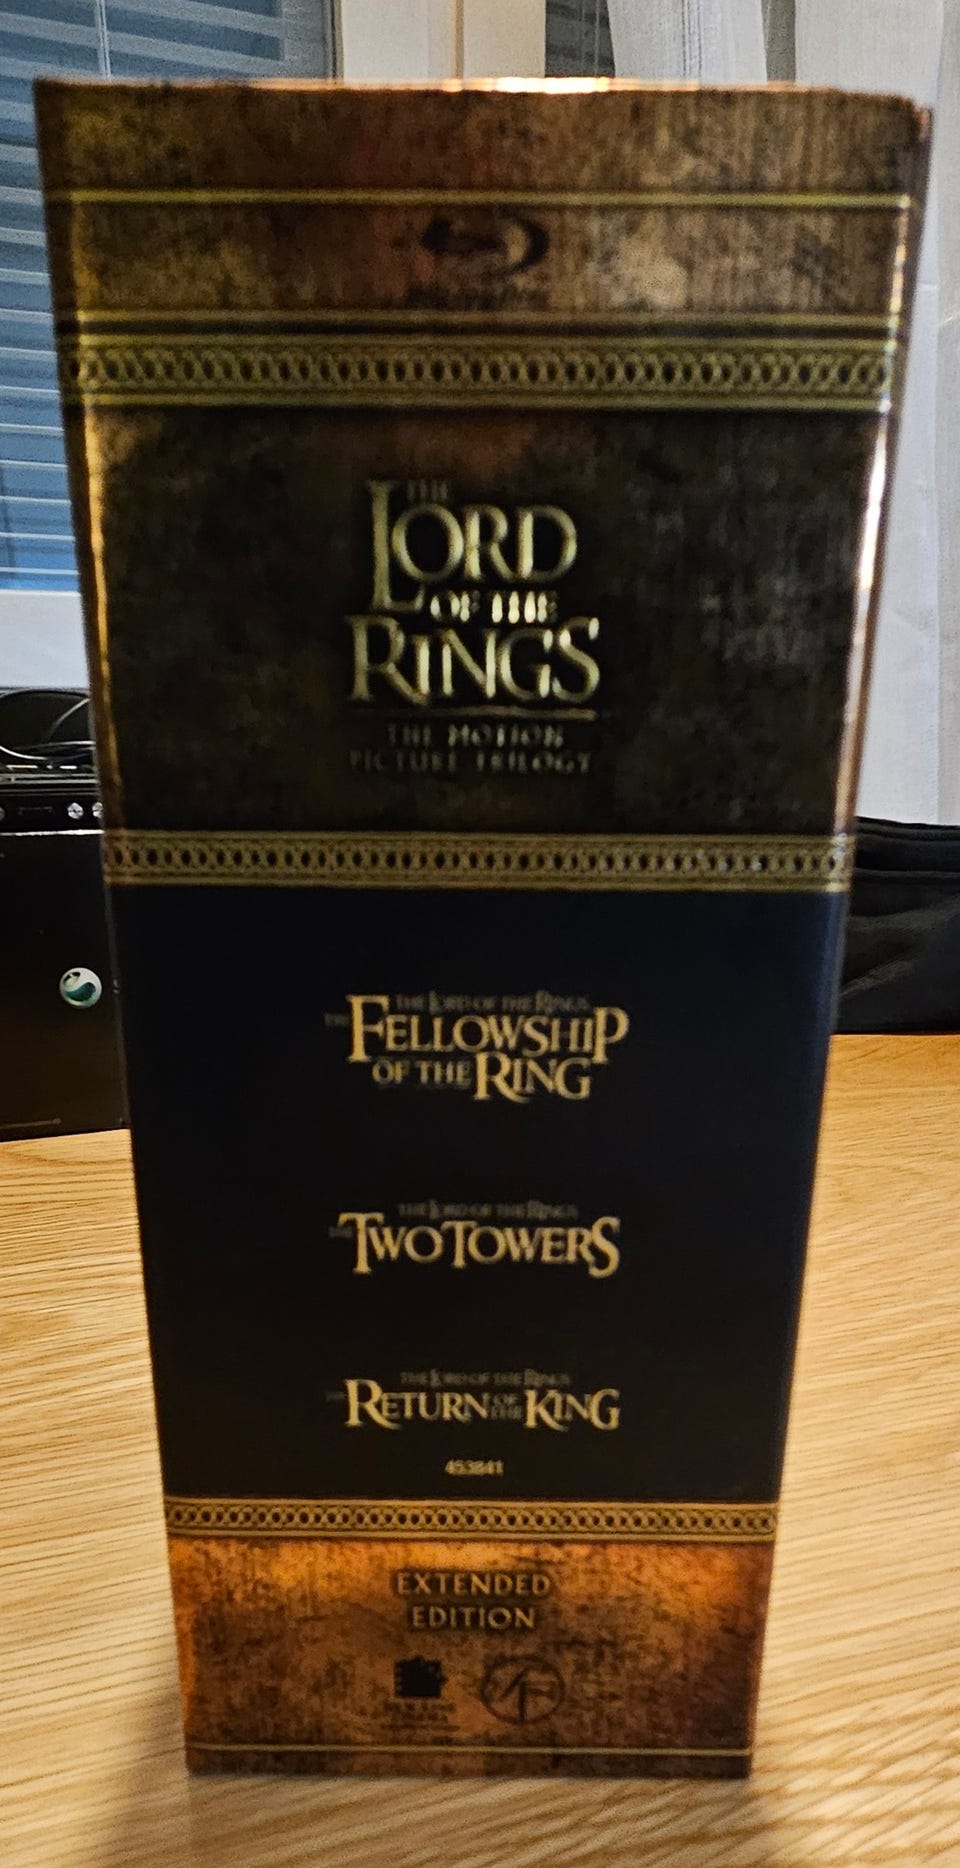 THE
LORD
OF THE
RINGS
THE MOTION
PICTURE TRILOGY
THE LORD OF THE RINGS
THE FELLOWSHIP
OF THE RING
THE LORD OF THE RINGS
THE TWO TOWERS
THE LORD OF THE RINGS
THE RETURN OF THE KING
453841
EXTENDED
EDITION